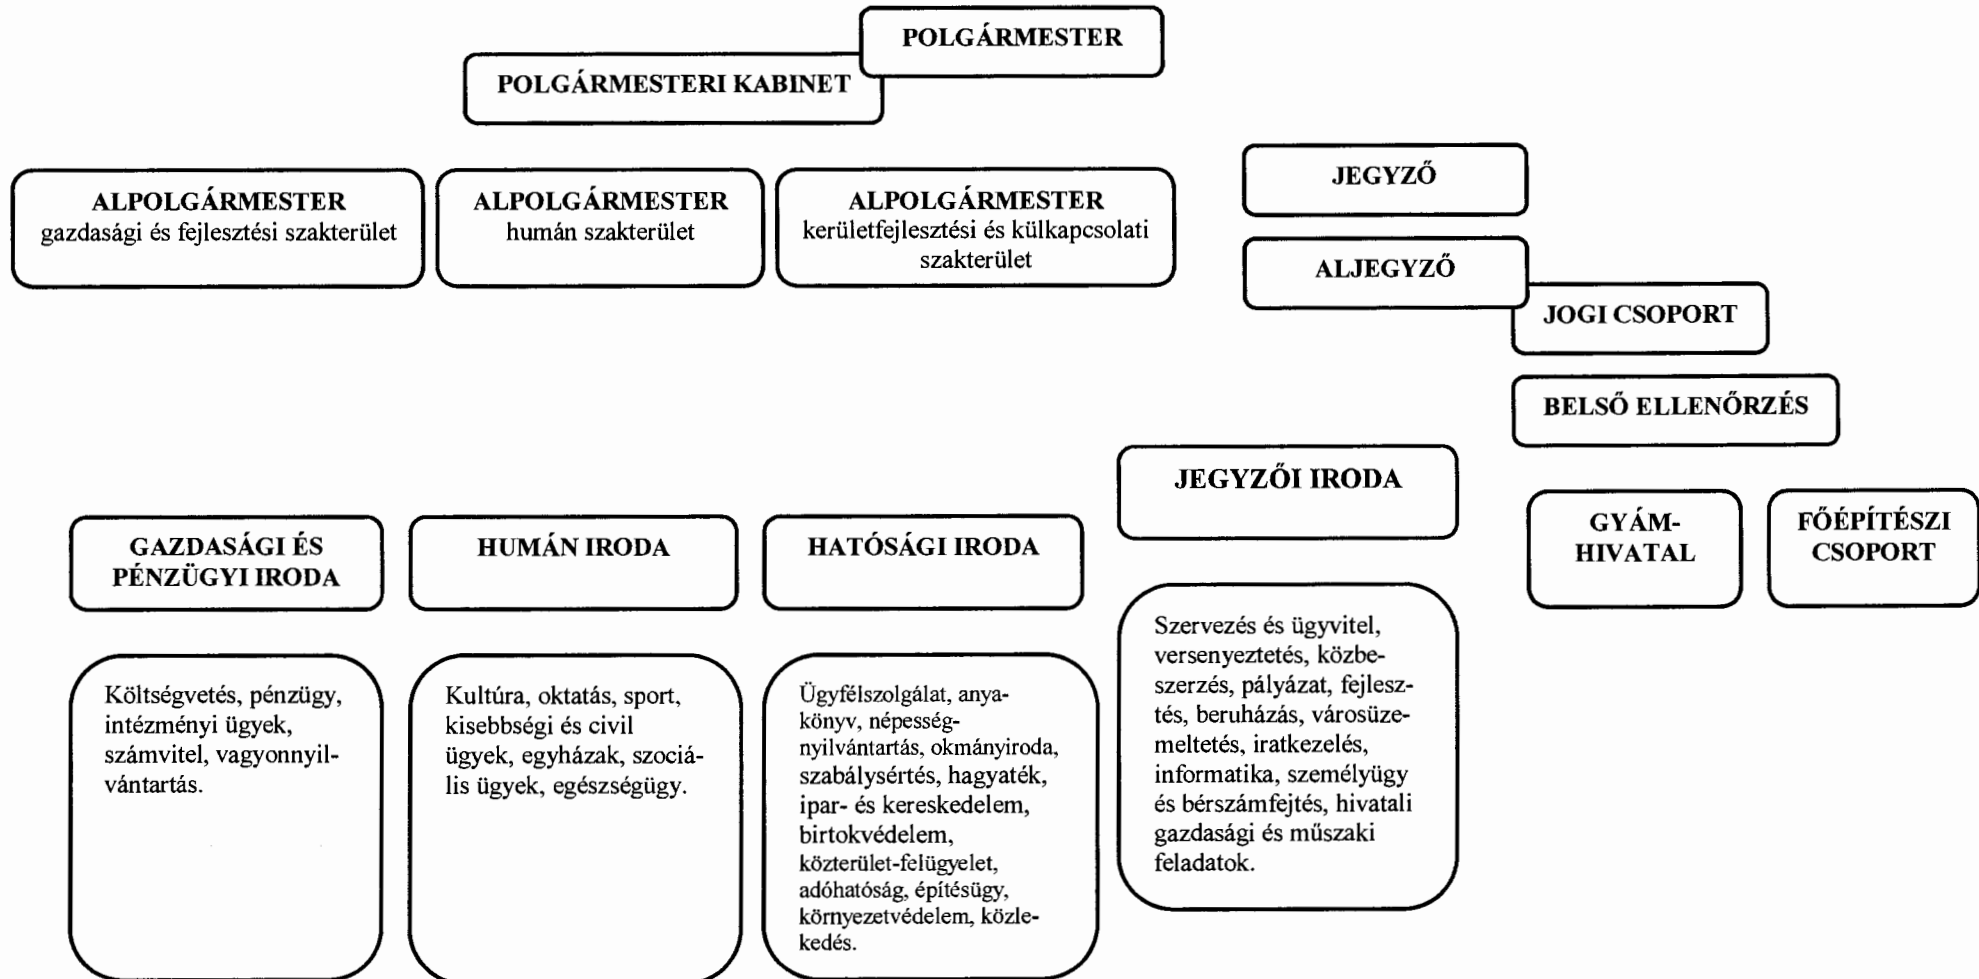 POLGÁRMESTER
POLGÁRMESTERI KABINET
ALPOLGÁRMESTER
gazdasági és fejlesztési szakterület
ALPOLGÁRMESTER
humán szakterület
ALPOLGÁRMESTER
kerületfejlesztési és külkapcsolati
szakterület
JEGYZŐ
ALJEGYZŐ
JOGI CSOPORT
BELSŐ ELLENŐRZÉS
GAZDASÁGI ÉS
PÉNZÜGYI IRODA
HUMÁN IRODA
HATÓSÁGI IRODA
JEGYZŐI IRODA
GYÁM-
HIVATAL
FŐÉPÍTÉSZI
CSOPORT
Költségvetés, pénzügy,
intézményi ügyek,
számvitel, vagyonnyil-
vántartás.
Kultúra, oktatás, sport,
kisebbségi és civil
ügyek, egyházak, szociá-
lis ügyek, egészségügy.
Ügyfélszolgálat, anya-
könyv, népesség-
nyilvántartás, okmányiroda,
szabálysértés, hagyaték,
ipar- és kereskedelem,
birtokvédelem,
közterület-felügyelet,
adóhatóság, építésügy,
környezetvédelem, közle-
kedés.
Szervezés és ügyvitel,
versenyeztetés, közbe-
szerzés, pályázat, fejlesz-
tés, beruházás, városüze-
meltetés, iratkezelés,
informatika, személyügy
és bérszámfejtés, hivatali
gazdasági és műszaki
feladatok.